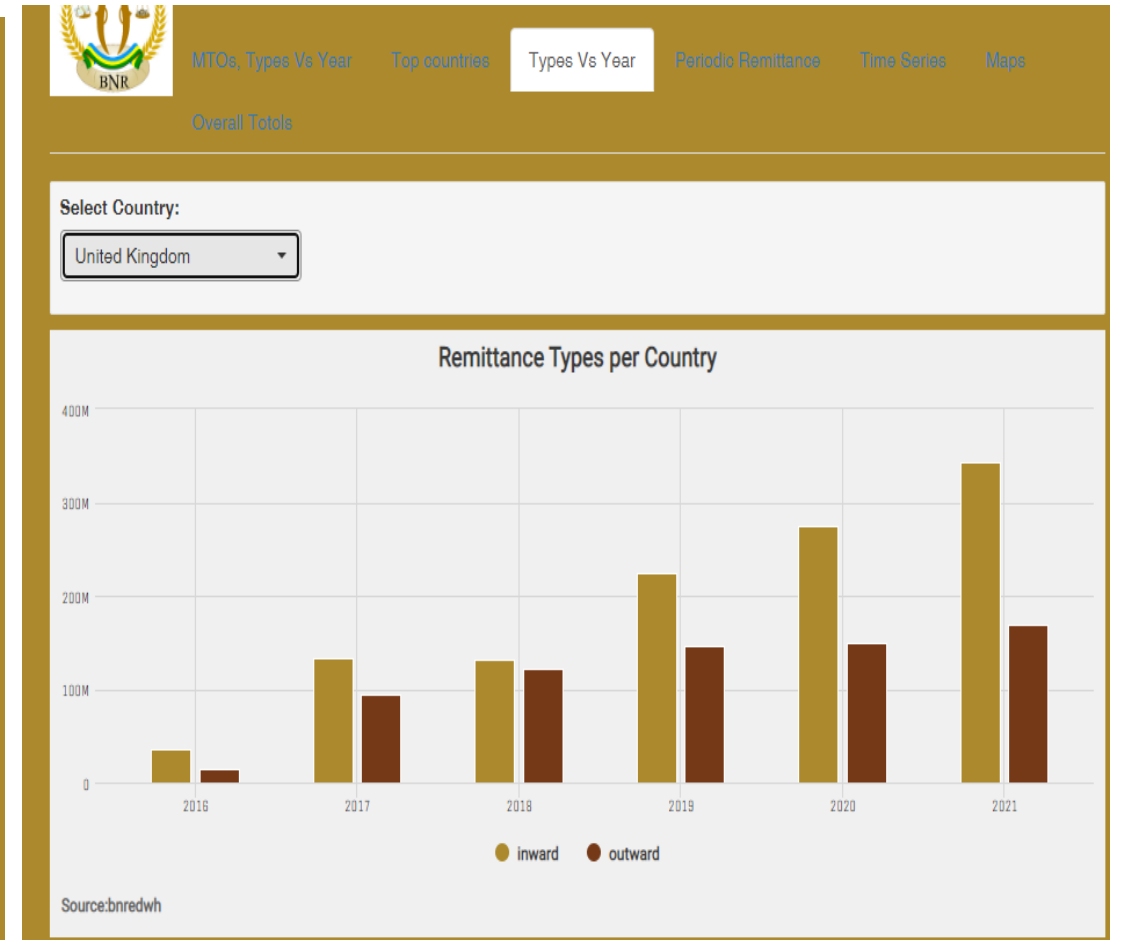 BNR
MTOs, Types Vs Year Top countries Types Vs Year Periodic Remittance Time Series Maps
Overall Totols
Select Country:
United Kingdom
Remittance Types per Country
400M
300M
200M
100M
0
2016 2017 2018 2019 2020 2021
inward outward
Source:bnredwh